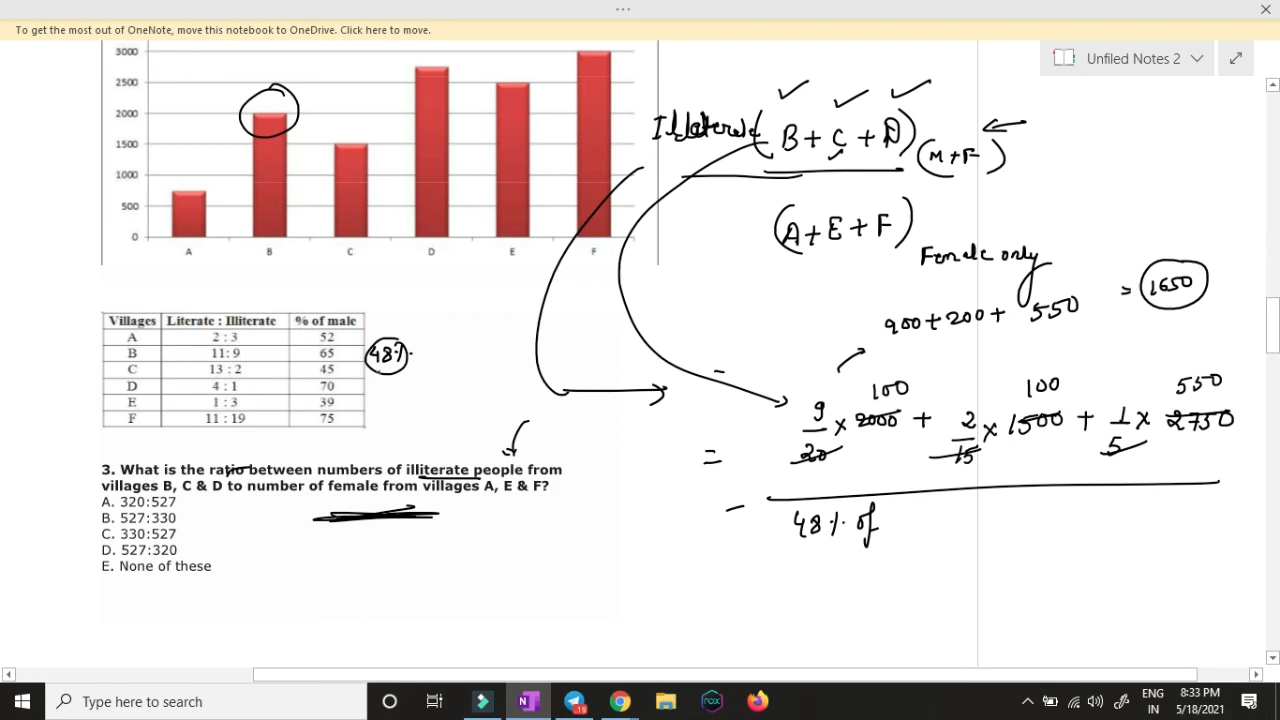 To get the most out of OneNote, move this notebook to OneDrive. Click here to move.
Unfiled Notes 2
3000
2500
2000
1500
1000
500
0
A B C D E F
Illiterate (B + C + D) (M+F)
(A + E + F)
Female only
900 + 200 + 550 = 1650
Villages Literate : Illiterate % of male
A 2 : 3 52
B 11: 9 65
C 13 : 2 45
D 4 : 1 70
E 1 : 3 39
F 11 : 19 75
48%
100 100 550
9/20 × 2000 + 2/15 × 1500 + 1/5 × 2750
=
48% of
3. What is the ratio between numbers of illiterate people from
villages B, C & D to number of female from villages A, E & F?
A. 320:527
B. 527:330
C. 330:527
D. 527:320
E. None of these
Type here to search
19
ENG
IN
8:33 PM
5/18/2021